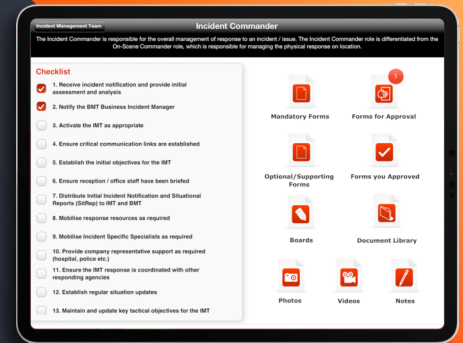 Incident Management Team
Incident Commander
The Incident Commander is responsible for the overall management of response to an incident / issue. The Incident Commander role is differentiated from the
On-Scene Commander role, which is responsible for managing the physical response on location.
Checklist
1. Receive incident notification and provide initial
assessment and analysis
2. Notify the BMT Business Incident Manager
3. Activate the IMT as appropriate
4. Ensure critical communication links are established
5. Establish the initial objectives for the IMT
6. Ensure reception / office staff have been briefed
7. Distribute Initial Incident Notification and Situational
Reports (SitRep) to IMT and BMT
8. Mobilise response resources as required
9. Mobilise Incident Specific Specialists as required
10. Provide company representative support as required
(hospital, police etc.)
11. Ensure the IMT response is coordinated with other
responding agencies
12. Establish regular situation updates
13. Maintain and update key tactical objectives for the IMT
1
Mandatory Forms
Forms for Approval
Optional/Supporting
Forms
Forms you Approved
Boards
Document Library
Photos
Videos
Notes